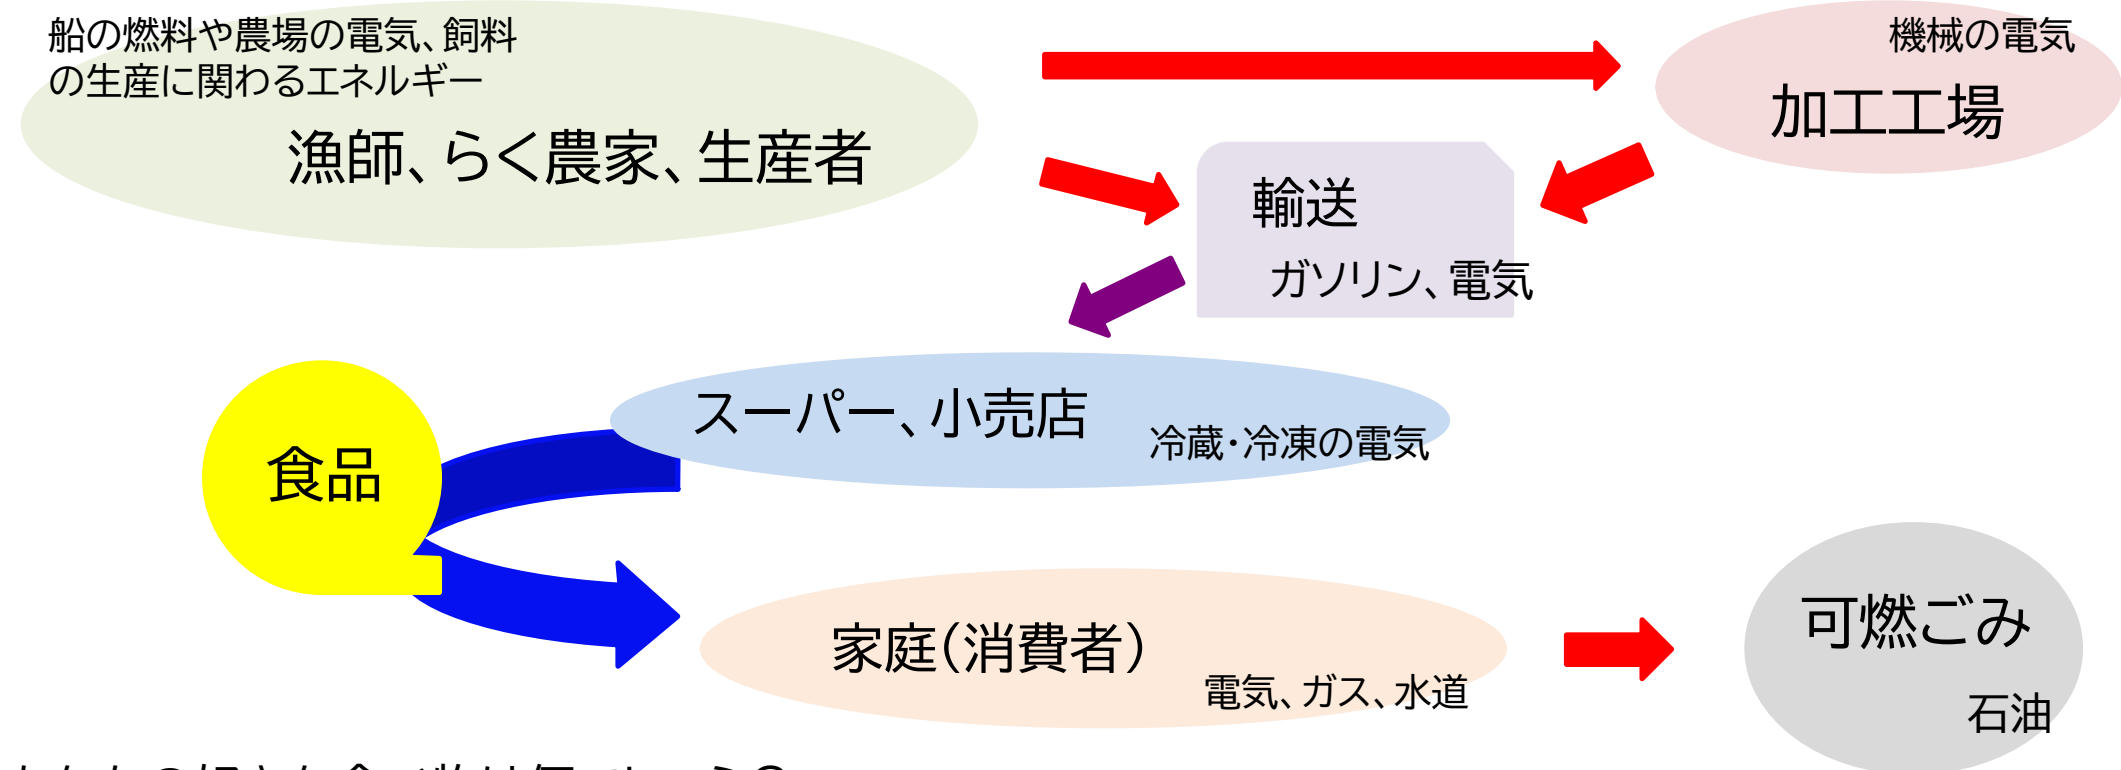 船の燃料や農場の電気、飼料
の生産に関わるエネルギー
漁師、らく農家、生産者
機械の電気
加工工場
輸送
ガソリン、電気
スーパー、小売店
冷蔵・冷凍の電気
食品
家庭（消費者）
電気、ガス、水道
可燃ごみ
石油